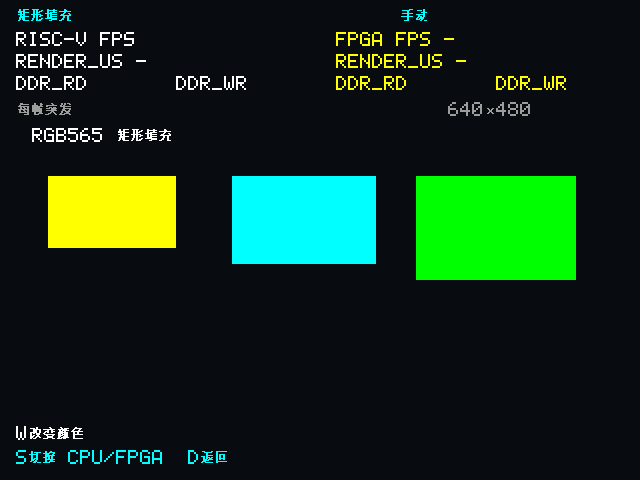 矩形填充 手动
RISC-V FPS FPGA FPS -
RENDER_US - RENDER_US -
DDR_RD DDR_WR DDR_RD DDR_WR
每帧突发 640×480
RGB565 矩形填充
W改变颜色
S切换 CPU/FPGA D返回